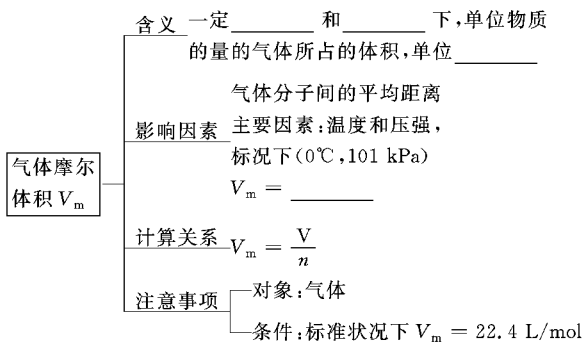 含义 一定________和________下,单位物质
的量的气体所占的体积,单位________
气体分子间的平均距离
影响因素 主要因素:温度和压强,
标况下(0℃,101 kPa)
V_m = ________
气体摩尔
体积 V_m
计算关系 V_m = V/n
注意事项 对象:气体
条件:标准状况下 V_m = 22.4 L/mol